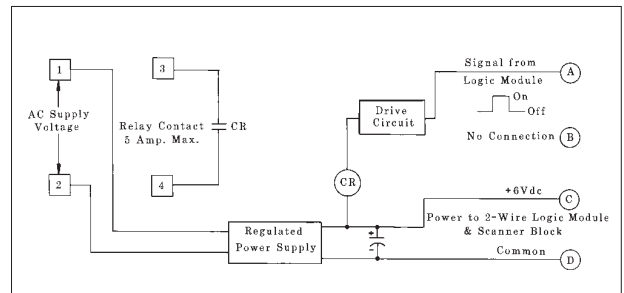 1
AC Supply
Voltage
2
3
Relay Contact
5 Amp. Max.
CR
4
Signal from
Logic Module
A
On
Off
Drive
Circuit
No Connection
B
CR
+6Vdc
C
Power to 2-Wire Logic Module
& Scanner Block
Regulated
Power Supply
+
-
Common
D